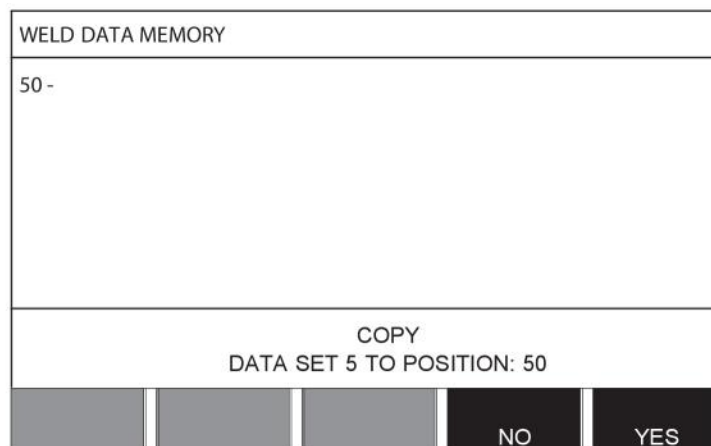 WELD DATA MEMORY
50 -
COPY
DATA SET 5 TO POSITION: 50
NO YES